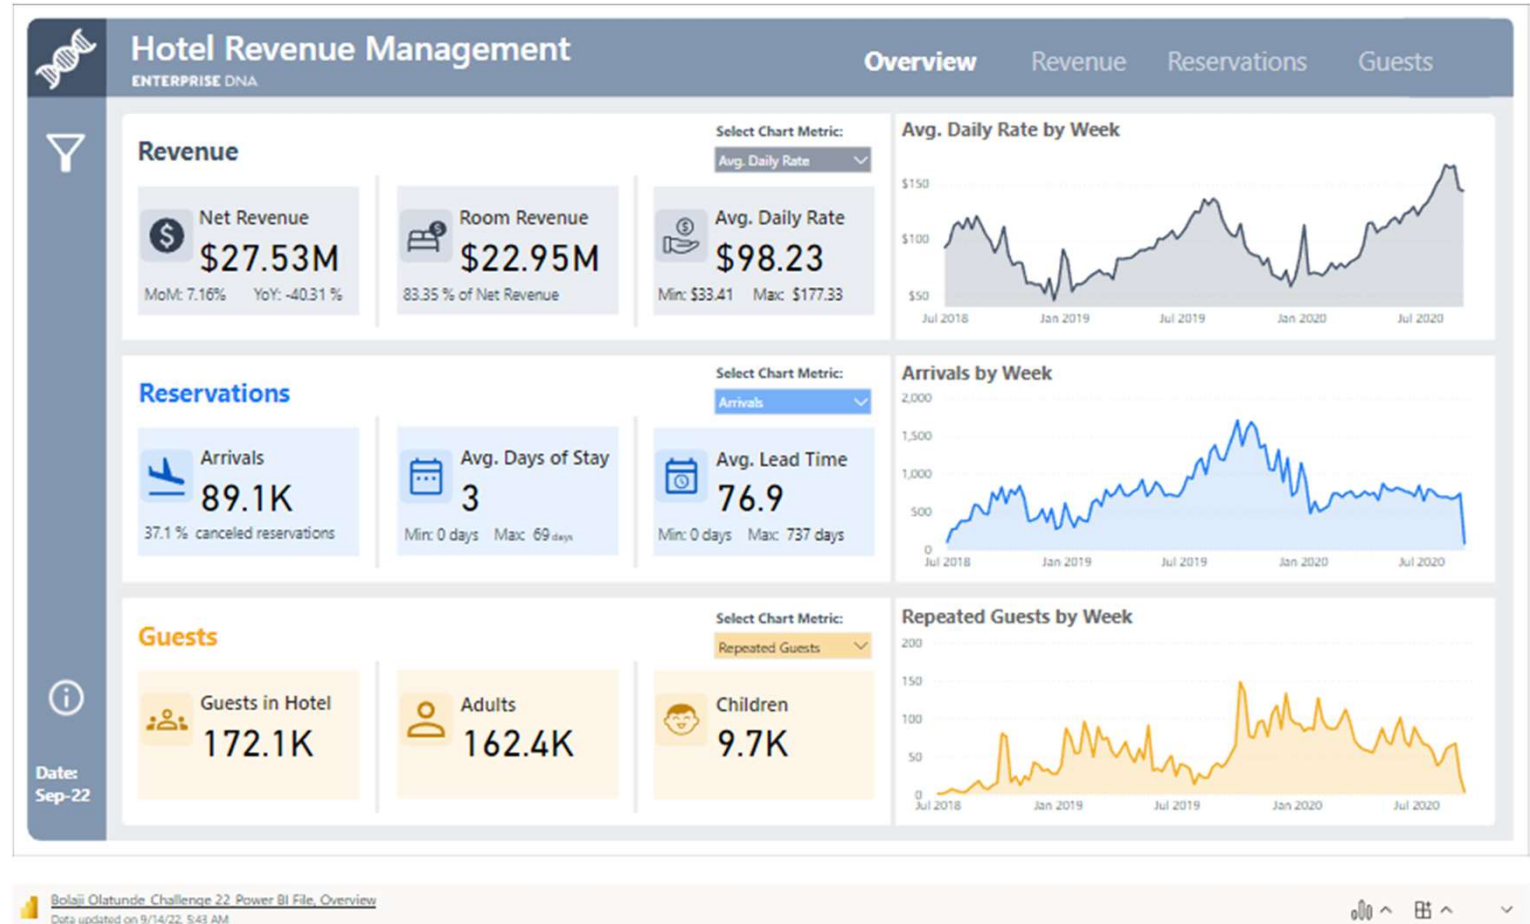 Hotel Revenue Management
ENTERPRISE DNA
Overview Revenue Reservations Guests
Revenue
Select Chart Metric:
Avg. Daily Rate
Net Revenue
$27.53M
MoM: 7.16% YoY: -40.31 %
Room Revenue
$22.95M
83.35 % of Net Revenue
Avg. Daily Rate
$98.23
Min: $33.41 Max: $177.33
Avg. Daily Rate by Week
$150
$100
$50
Jul 2018 Jan 2019 Jul 2019 Jan 2020 Jul 2020
Reservations
Select Chart Metric:
Arrivals
Arrivals
89.1K
37.1 % canceled reservations
Avg. Days of Stay
3
Min: 0 days Max: 69 days
Avg. Lead Time
76.9
Min: 0 days Max: 737 days
Arrivals by Week
2,000
1,500
1,000
500
0
Jul 2018 Jan 2019 Jul 2019 Jan 2020 Jul 2020
Guests
Select Chart Metric:
Repeated Guests
Guests in Hotel
172.1K
Adults
162.4K
Children
9.7K
Repeated Guests by Week
200
150
100
50
0
Jul 2018 Jan 2019 Jul 2019 Jan 2020 Jul 2020
Date:
Sep-22
Bolaji Olatunde Challenge 22 Power BI File, Overview
Data updated on 9/14/22, 5:43 AM